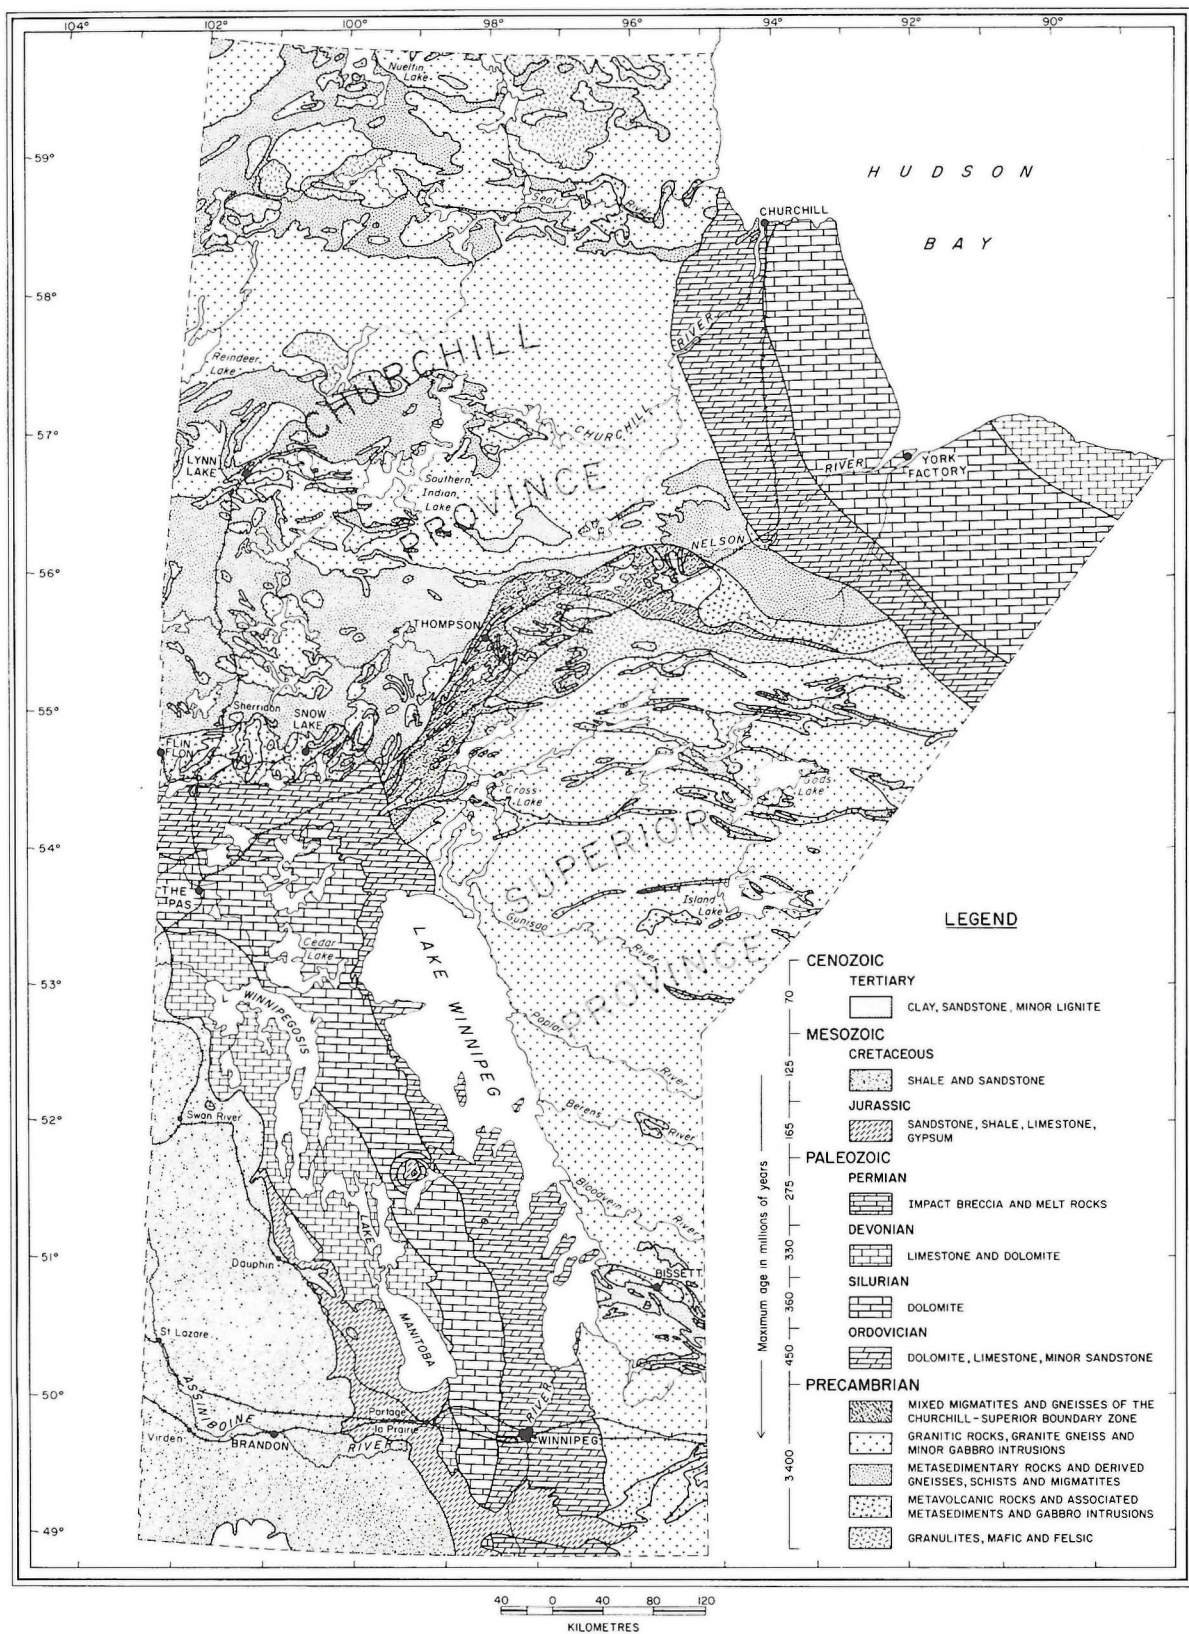 104° 102° 100° 98° 96° 94° 92° 90°
Nueltin
Lake
59°
HUDSON
BAY
Seal
River
CHURCHILL
58°
RIVER
Reindeer
Lake
CHURCHILL
PROVINCE
57°
CHURCHILL
LYNN
LAKE
RIVER
YORK
FACTORY
Southern
Indian
Lake
NELSON
56°
THOMPSON
55°
Sherridon
SNOW
LAKE
FLIN
FLON
Cross
Lake
Gods
Lake
54°
SUPERIOR
PROVINCE
THE
PAS
Island
Lake
Gunisao
River
Cedar
Lake
LAKE WINNIPEG
53°
WINNIPEGOSIS
Poplar
River
52°
Swan River
Berens
River
Bloodvein
River
LAKE
51°
Dauphin
BISSETT
MANITOBA
St Lazare
50°
ASSINIBOINE
RIVER
Portage
la Prairie
RIVER
WINNIPEG
Virden
BRANDON
49°
LEGEND
CENOZOIC
TERTIARY
CLAY, SANDSTONE, MINOR LIGNITE
70
MESOZOIC
CRETACEOUS
SHALE AND SANDSTONE
125
JURASSIC
SANDSTONE, SHALE, LIMESTONE,
GYPSUM
165
PALEOZOIC
PERMIAN
IMPACT BRECCIA AND MELT ROCKS
275
DEVONIAN
LIMESTONE AND DOLOMITE
330
SILURIAN
DOLOMITE
360
ORDOVICIAN
DOLOMITE, LIMESTONE, MINOR SANDSTONE
450
PRECAMBRIAN
MIXED MIGMATITES AND GNEISSES OF THE
CHURCHILL-SUPERIOR BOUNDARY ZONE
GRANITIC ROCKS, GRANITE GNEISS AND
MINOR GABBRO INTRUSIONS
METASEDIMENTARY ROCKS AND DERIVED
GNEISSES, SCHISTS AND MIGMATITES
METAVOLCANIC ROCKS AND ASSOCIATED
METASEDIMENTS AND GABBRO INTRUSIONS
GRANULITES, MAFIC AND FELSIC
3 400
Maximum age in millions of years
40 0 40 80 120
KILOMETRES